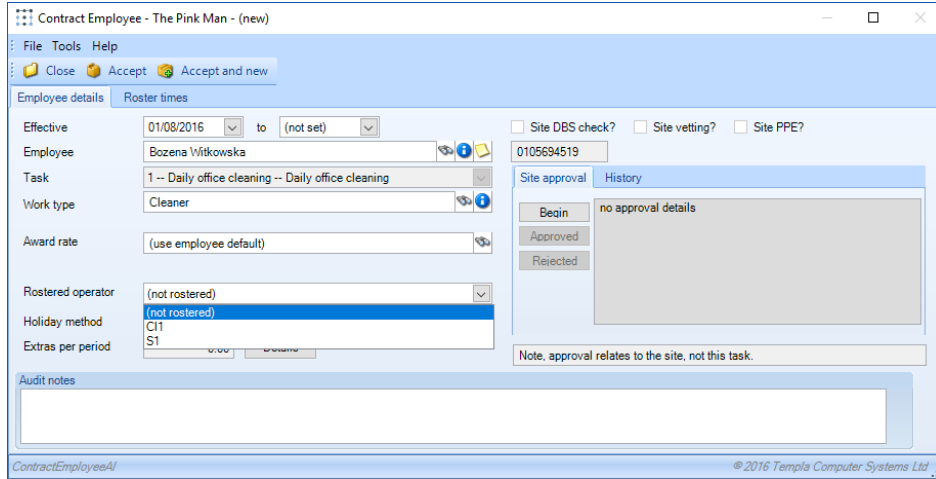 Contract Employee - The Pink Man - (new)
File Tools Help
Close Accept Accept and new
Employee details Roster times
Effective 01/08/2016 to (not set) Site DBS check? Site vetting? Site PPE?
Employee Bozena Witkowska 0105694519
Task 1 -- Daily office cleaning -- Daily office cleaning Site approval History
Work type Cleaner Begin no approval details
Award rate (use employee default) Approved
Rejected
Rostered operator (not rostered)
(not rostered)
Holiday method CI1
S1
Extras per period 0.00 Details Note, approval relates to the site, not this task.
Audit notes
ContractEmployeeAI © 2016 Templa Computer Systems Ltd